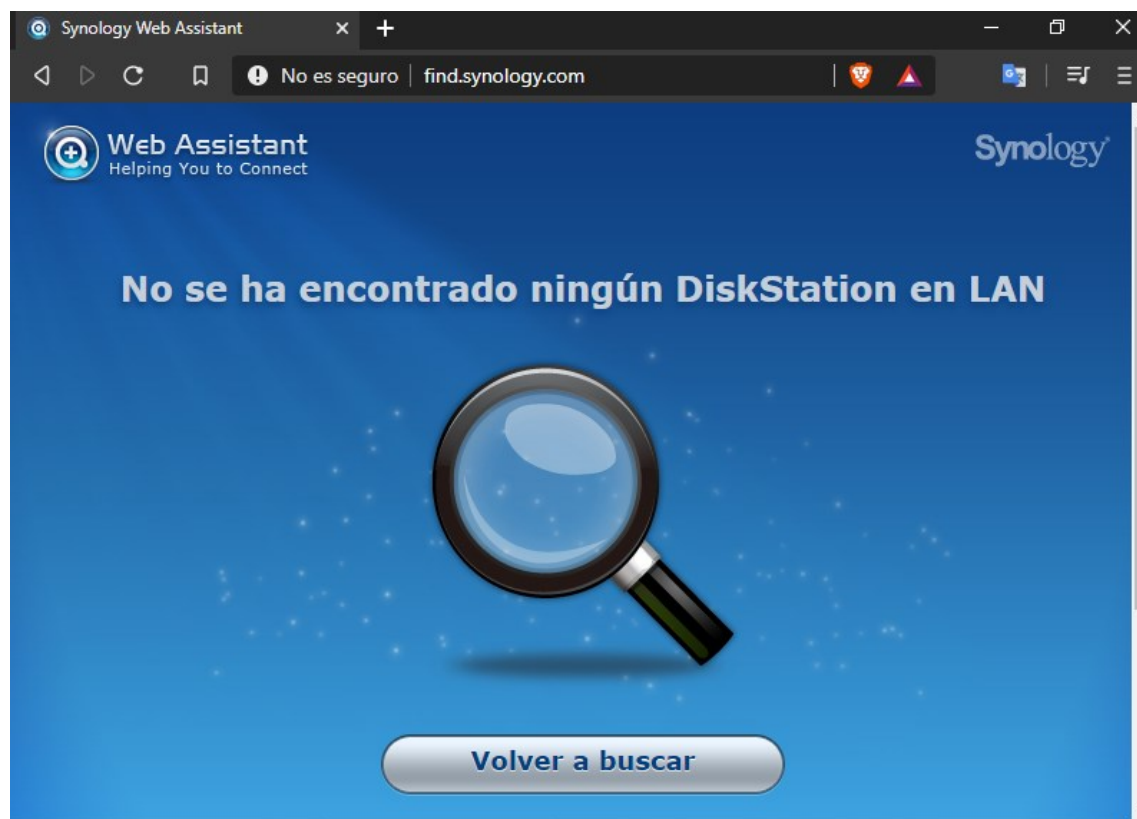 Synology Web Assistant
No es seguro find.synology.com
Web Assistant
Helping You to Connect
Synology
No se ha encontrado ningún DiskStation en LAN
Volver a buscar